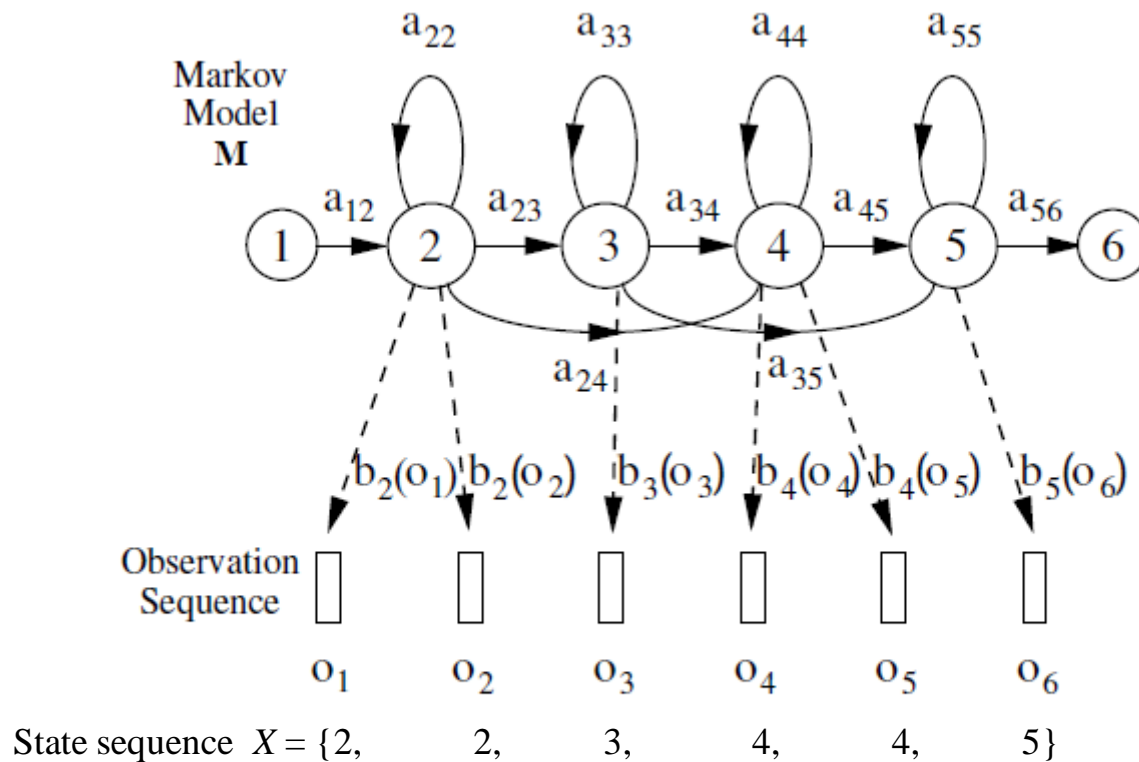 a₂₂ a₃₃ a₄₄ a₅₅
Markov
Model
M
a₁₂ a₂₃ a₃₄ a₄₅ a₅₆
1 2 3 4 5 6
a₂₄ a₃₅
b₂(o₁) b₂(o₂) b₃(o₃) b₄(o₄) b₄(o₅) b₅(o₆)
Observation
Sequence
o₁ o₂ o₃ o₄ o₅ o₆
State sequence X = {2, 2, 3, 4, 4, 5}